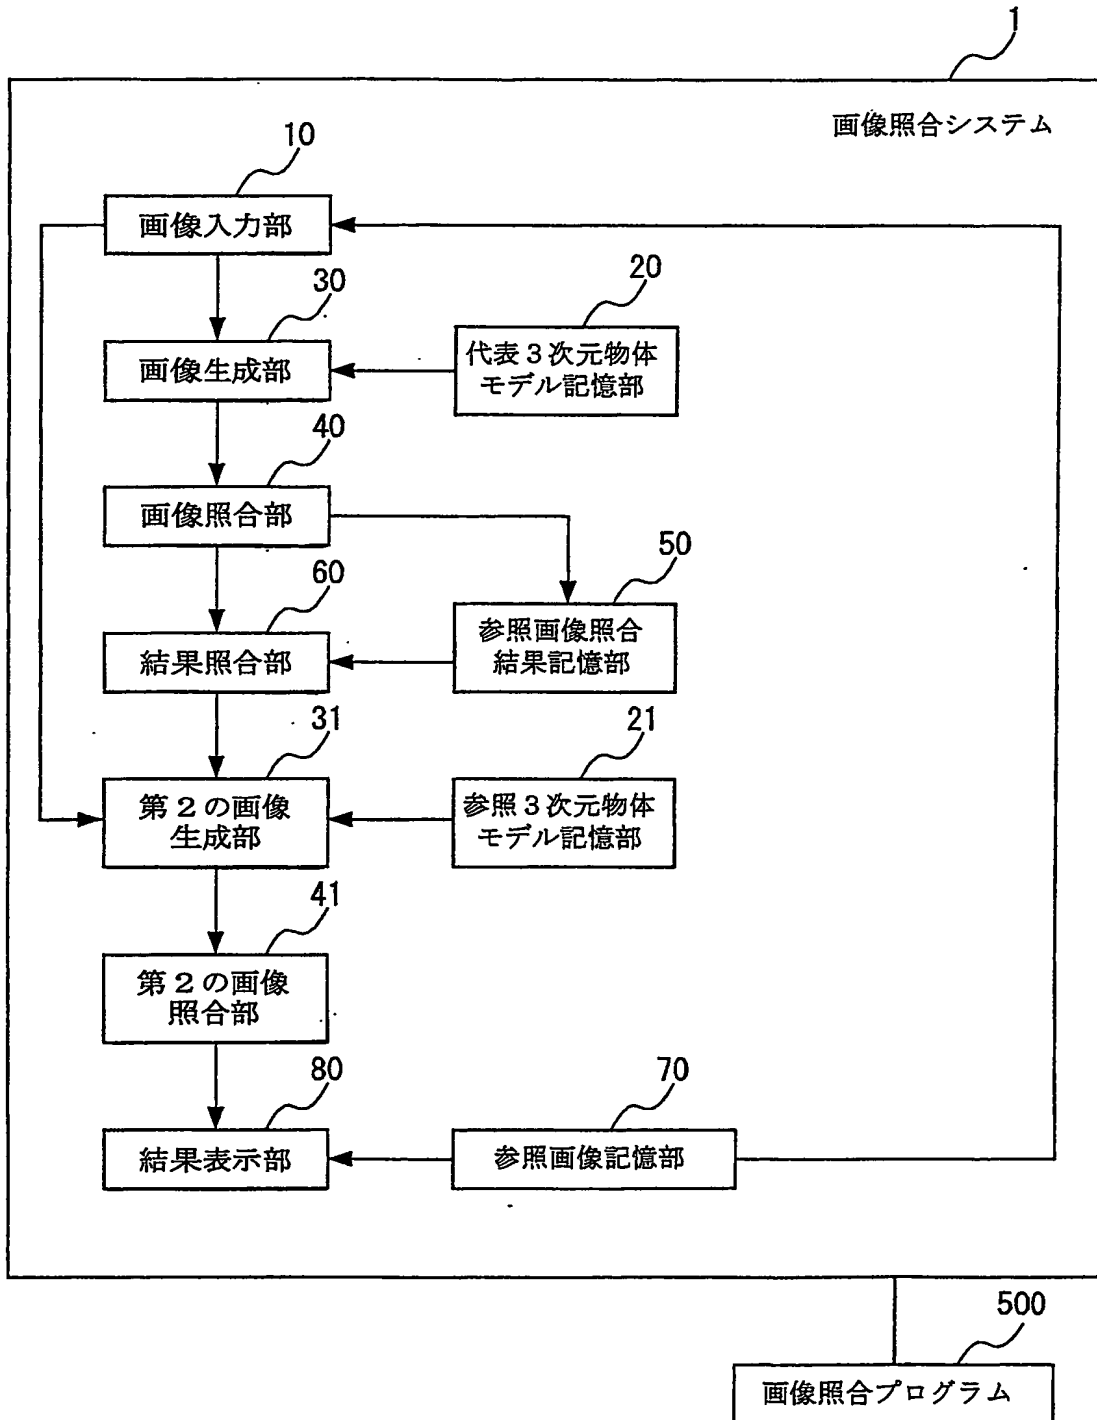 1
画像照合システム
10
画像入力部
30
画像生成部
20
代表3次元物体
モデル記憶部
40
画像照合部
50
参照画像照合
結果記憶部
60
結果照合部
31
第2の画像
生成部
21
参照3次元物体
モデル記憶部
41
第2の画像
照合部
80
結果表示部
70
参照画像記憶部
500
画像照合プログラム